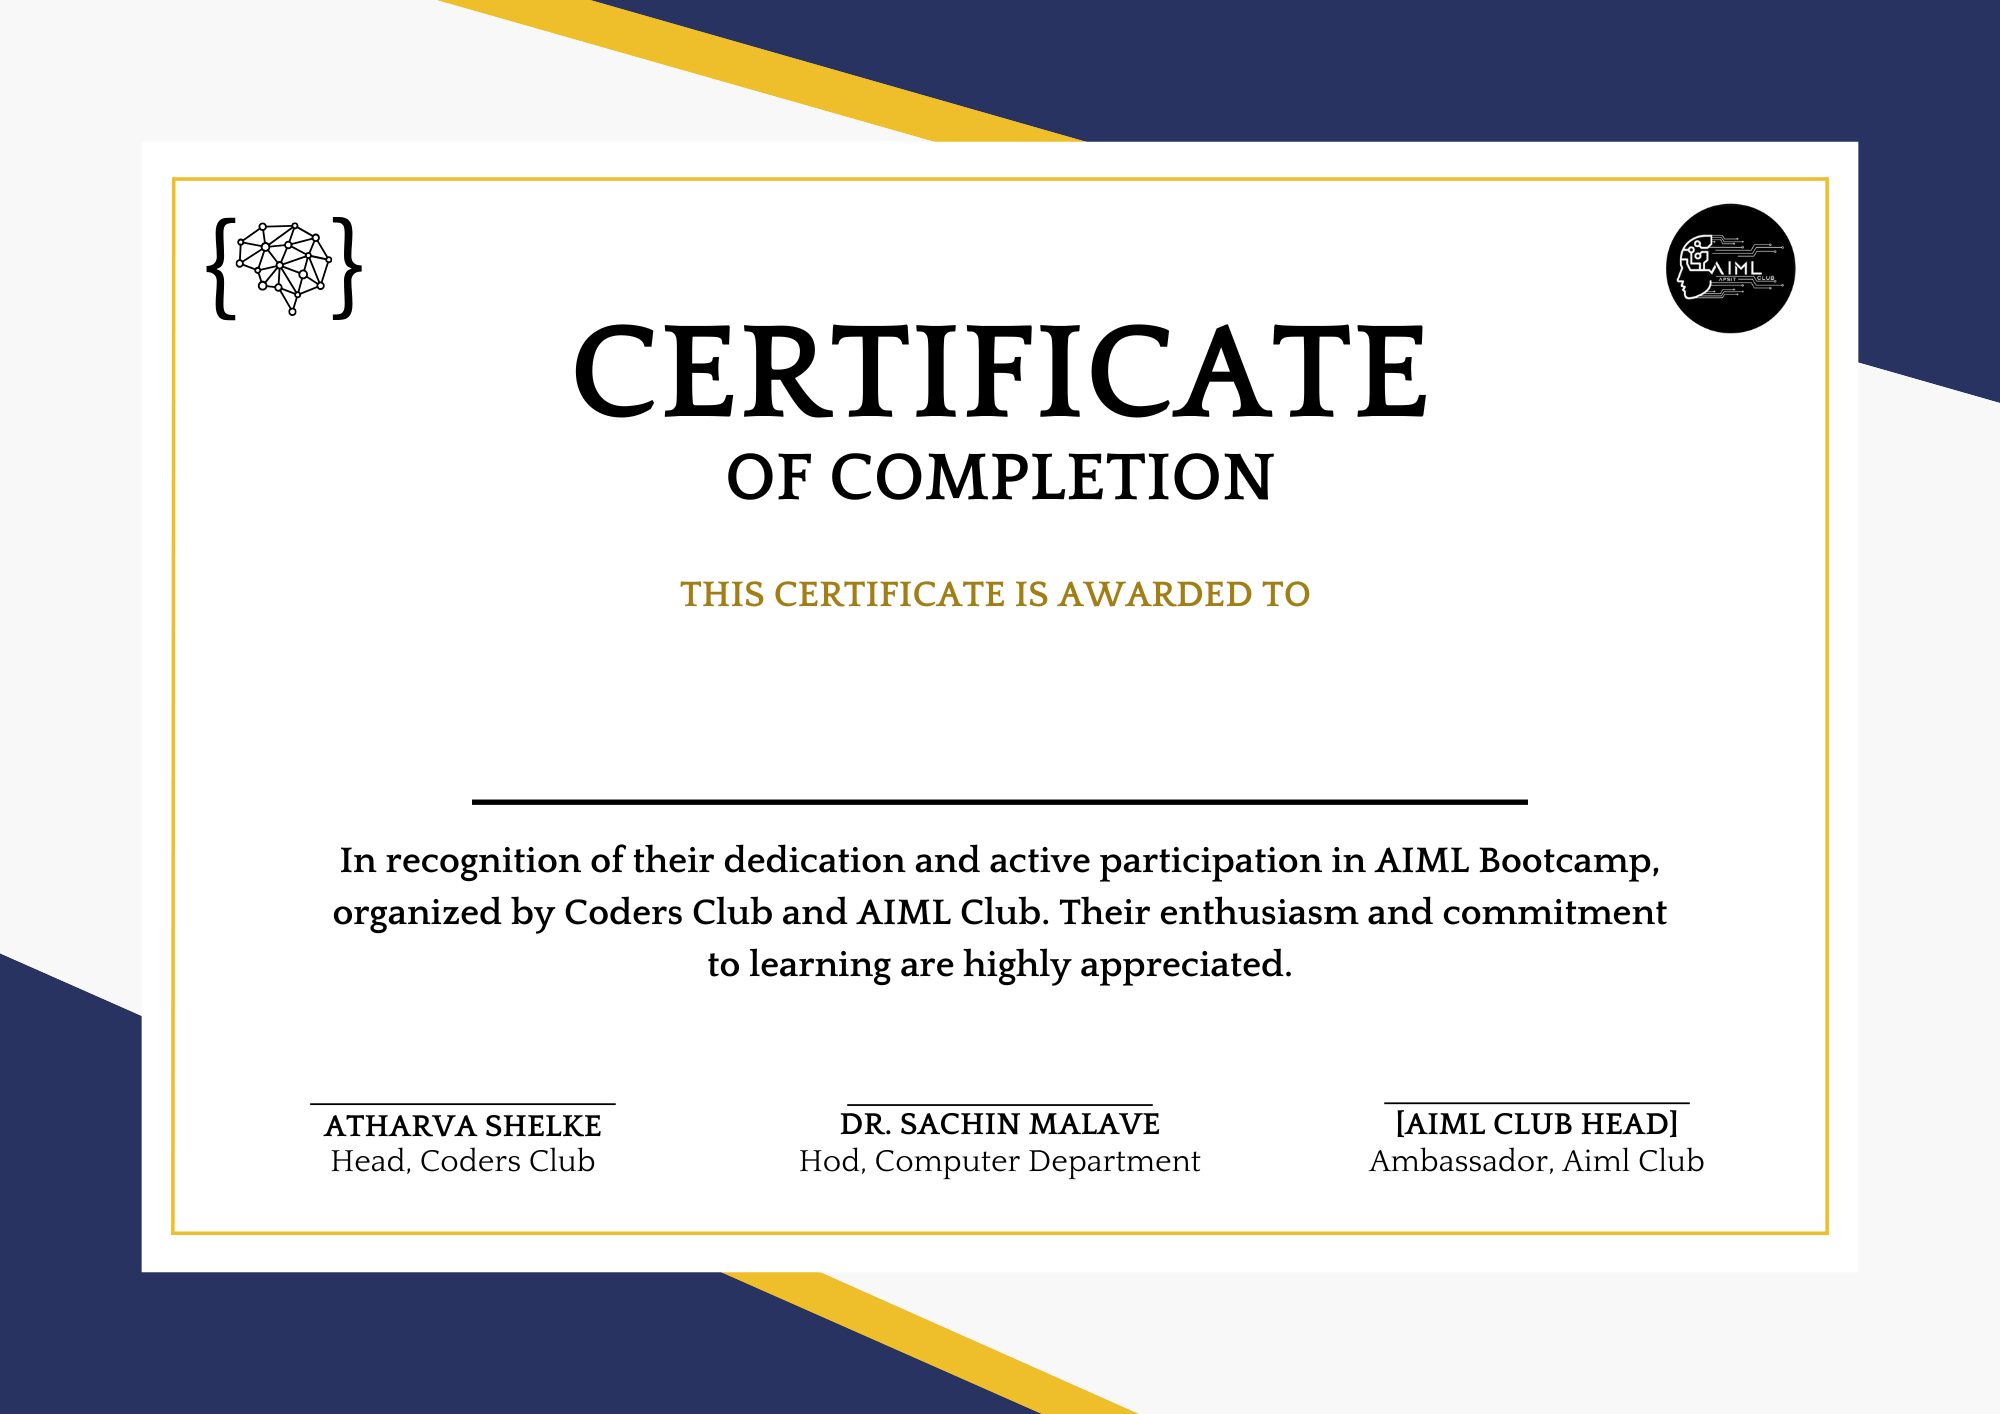 AIML
APSIT CLUB
CERTIFICATE
OF COMPLETION
THIS CERTIFICATE IS AWARDED TO
In recognition of their dedication and active participation in AIML Bootcamp,
organized by Coders Club and AIML Club. Their enthusiasm and commitment
to learning are highly appreciated.
ATHARVA SHELKE
Head, Coders Club
DR. SACHIN MALAVE
Hod, Computer Department
[AIML CLUB HEAD]
Ambassador, Aiml Club